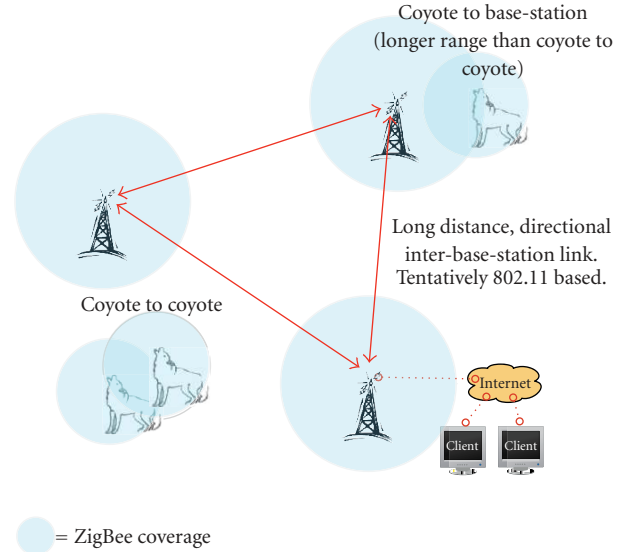 Coyote to base-station
(longer range than coyote to
coyote)
Long distance, directional
inter-base-station link.
Tentatively 802.11 based.
Coyote to coyote
Internet
Client
Client
= ZigBee coverage